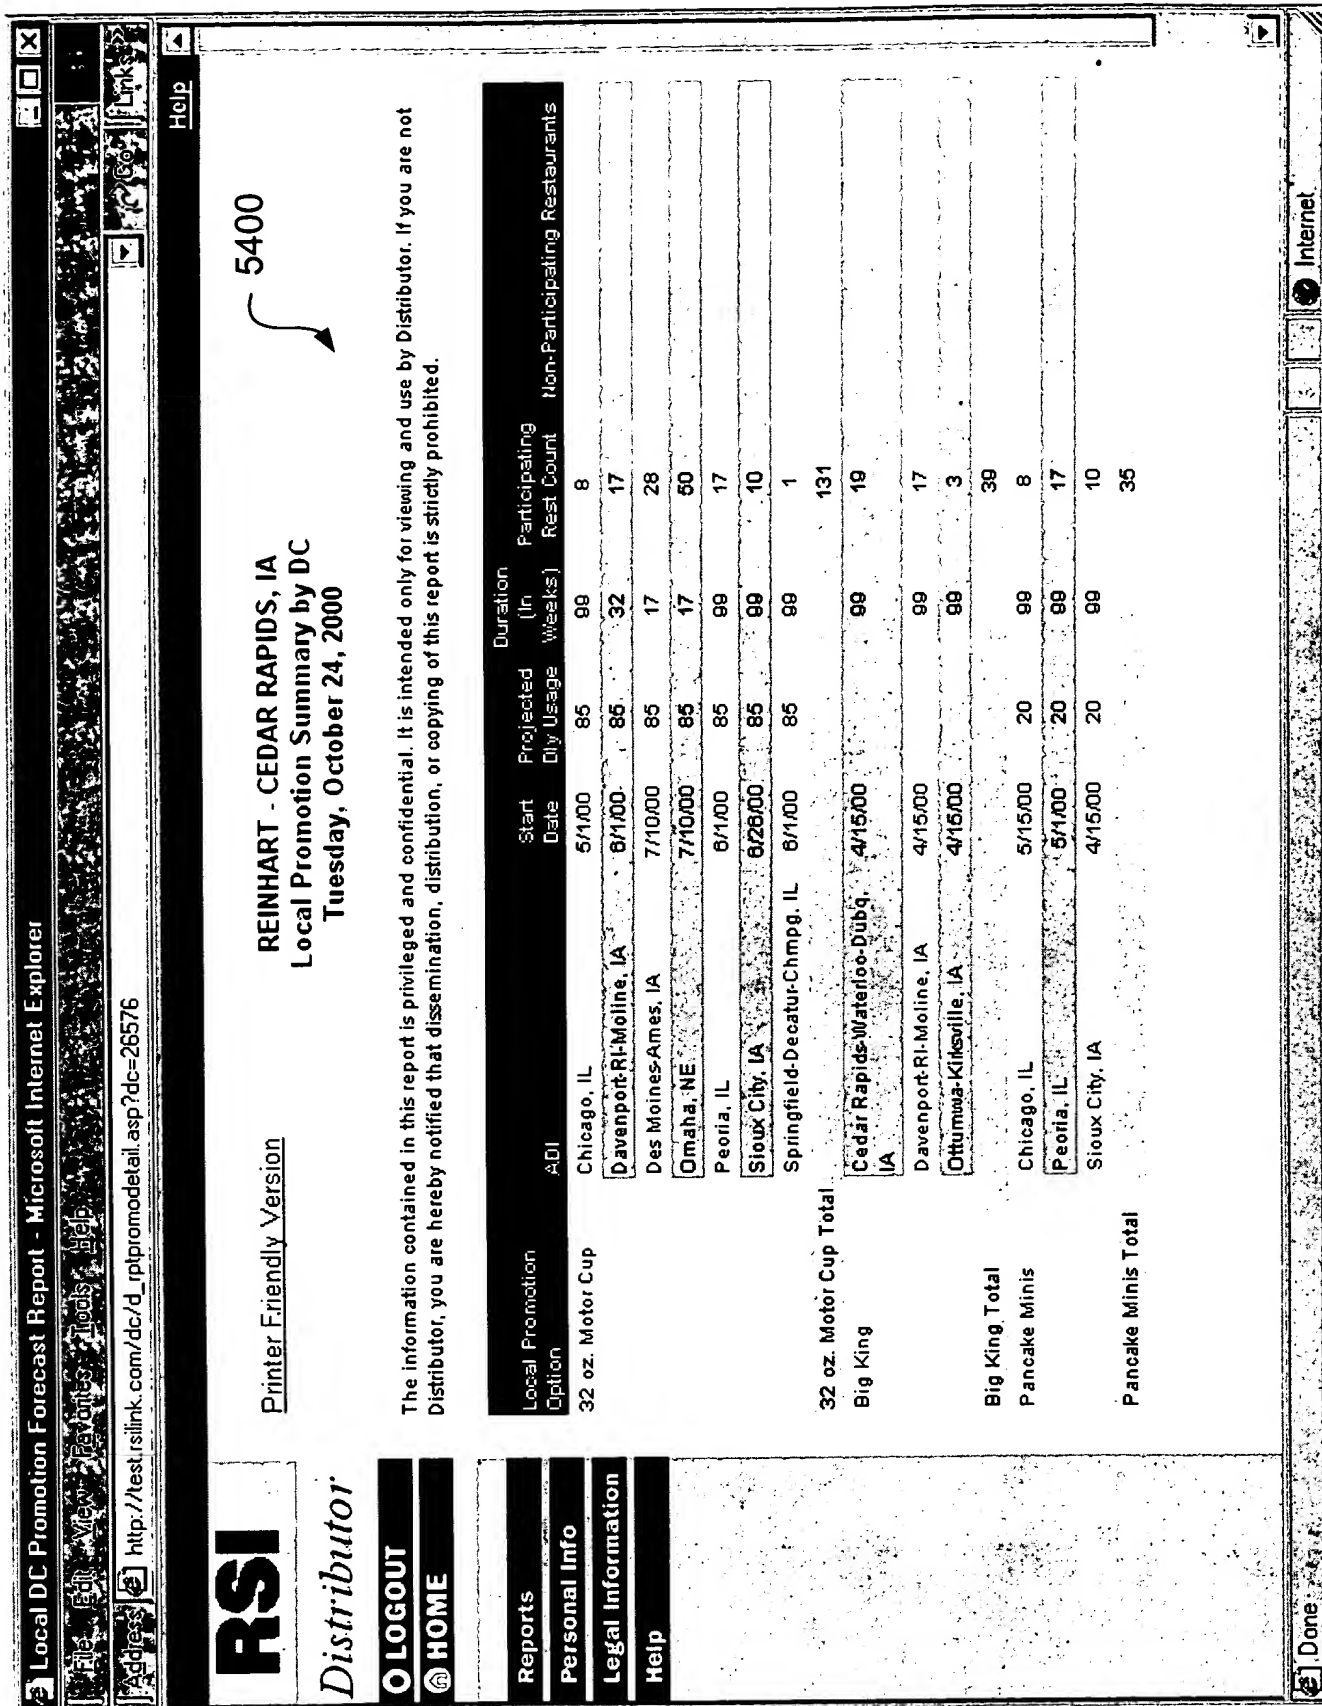 Local DC Promotion Forecast Report - Microsoft Internet Explorer
File Edit View Favorites Tools Help
Address http://test.rsilink.com/dc/d_rptpromodetail.asp?dc=26576 Go Links »
Help
RSI
Distributor
LOGOUT
HOME
Reports
Personal Info
Legal Information
Help
Printer Friendly Version
REINHART - CEDAR RAPIDS, IA
Local Promotion Summary by DC
Tuesday, October 24, 2000
5400
The information contained in this report is privileged and confidential. It is intended only for viewing and use by Distributor. If you are not
Distributor, you are hereby notified that dissemination, distribution, or copying of this report is strictly prohibited.
Local Promotion Option ADI Start Date Projected Dly Usage Duration (In Weeks) Participating Rest Count Non-Participating Restaurants
32 oz. Motor Cup Chicago, IL 5/1/00 85 99 8
Davenport-RI-Moline, IA 6/1/00 85 32 17
Des Moines-Ames, IA 7/10/00 85 17 28
Omaha, NE 7/10/00 85 17 50
Peoria, IL 6/1/00 85 99 17
Sioux City, IA 6/26/00 85 99 10
Springfield-Decatur-Chmpg, IL 6/1/00 85 99 1
32 oz. Motor Cup Total 131
Big King Cedar Rapids-Waterloo-Dubq, 4/15/00 99 19
IA
Davenport-RI-Moline, IA 4/15/00 99 17
Ottumwa-Kirksville, IA 4/15/00 99 3
Big King Total 39
Pancake Minis Chicago, IL 5/15/00 20 99 8
Peoria, IL 5/1/00 20 99 17
Sioux City, IA 4/15/00 20 99 10
Pancake Minis Total 35
Done Internet